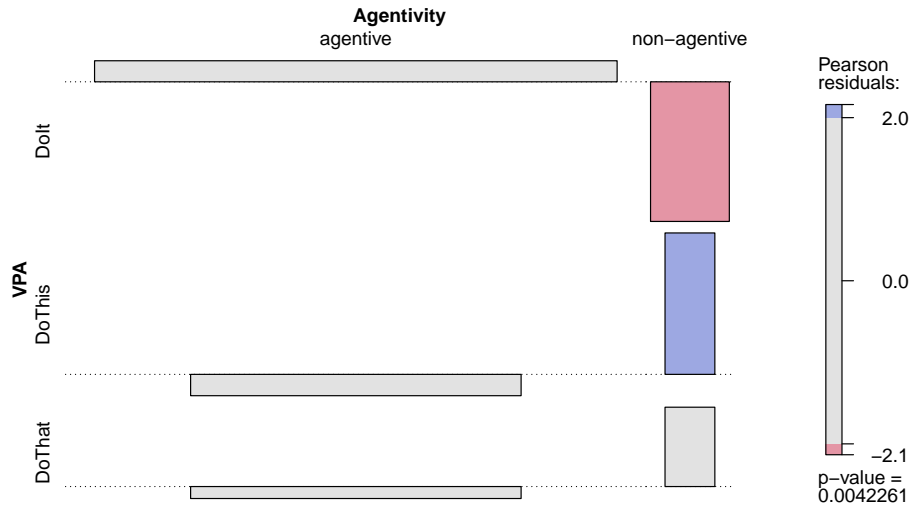 Agentivity
agentive non−agentive
VPA
DoIt
DoThis
DoThat
Pearson
residuals:
2.0
0.0
−2.1
p−value =
0.0042261